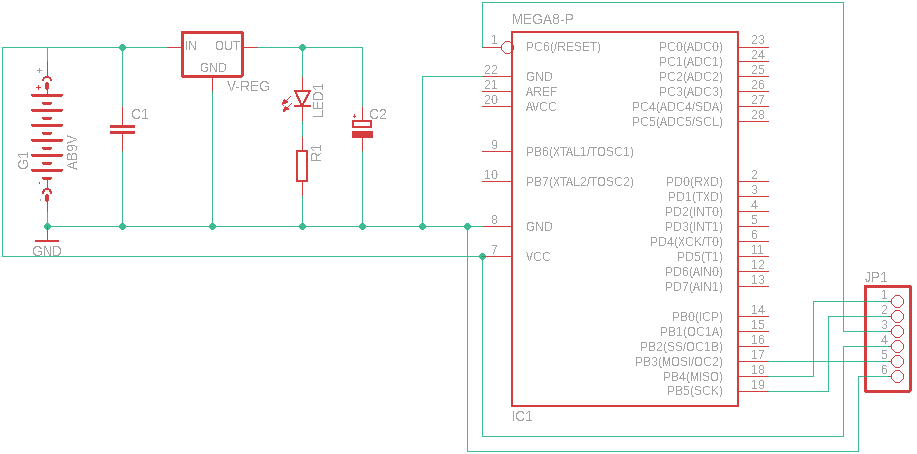 MEGA8-P
1 PC6(/RESET) PC0(ADC0) 23
PC1(ADC1) 24
22 GND PC2(ADC2) 25
21 AREF PC3(ADC3) 26
20 AVCC PC4(ADC4/SDA) 27
PC5(ADC5/SCL) 28
9 PB6(XTAL1/TOSC1)
10 PB7(XTAL2/TOSC2) PD0(RXD) 2
PD1(TXD) 3
PD2(INT0) 4
8 GND PD3(INT1) 5
PD4(XCK/T0) 6
7 VCC PD5(T1) 11
PD6(AIN0) 12
PD7(AIN1) 13
PB0(ICP) 14
PB1(OC1A) 15
PB2(SS/OC1B) 16
PB3(MOSI/OC2) 17
PB4(MISO) 18
PB5(SCK) 19
IC1
IN OUT
GND
V-REG
G1
AB9V
+
+
-
-
GND
C1
LED1
R1
+
C2
JP1
1
2
3
4
5
6